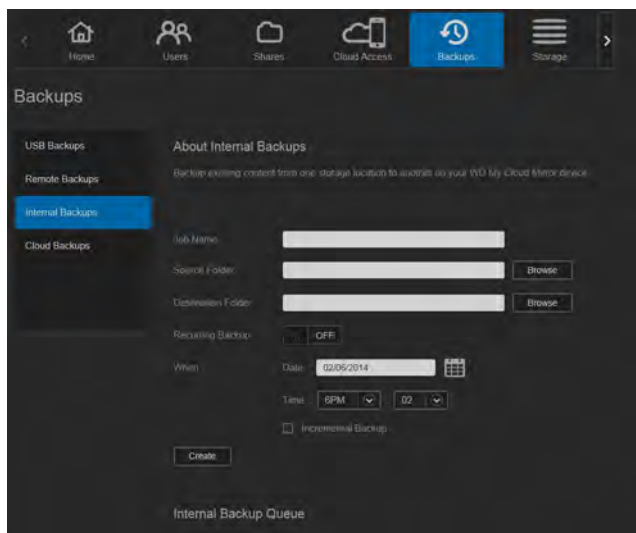 Home Users Shares Cloud Access Backups Storage
Backups
USB Backups
Remote Backups
Internal Backups
Cloud Backups
About Internal Backups
Backup existing content from one storage location to another on your WD My Cloud Mirror device.
Job Name
Source Folder Browse
Destination Folder Browse
Recurring Backup OFF
When Date 02/06/2014
Time 6PM 02
Incremental Backup
Create
Internal Backup Queue